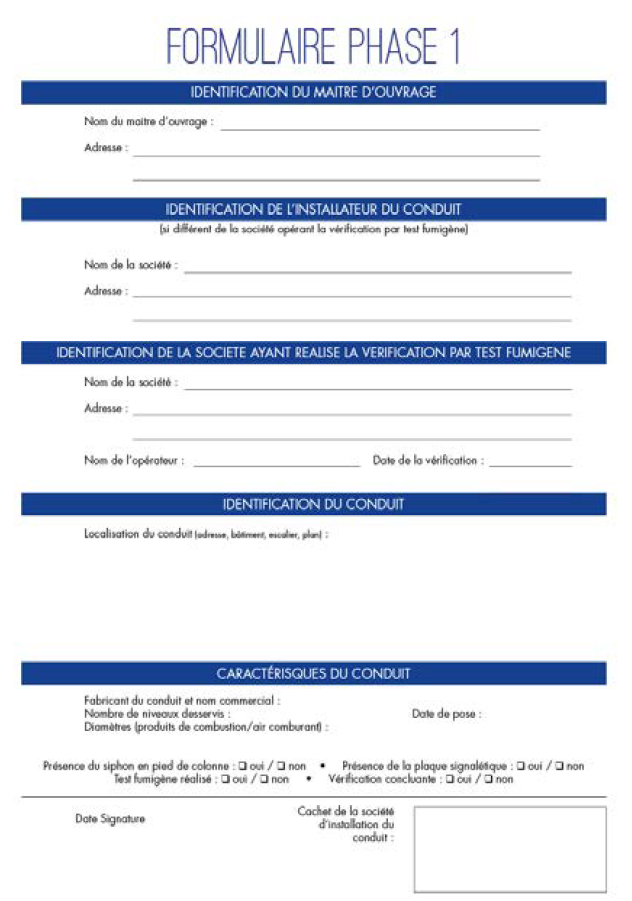 FORMULAIRE PHASE 1
IDENTIFICATION DU MAITRE D'OUVRAGE
Nom du maitre d'ouvrage :
Adresse :
IDENTIFICATION DE L'INSTALLATEUR DU CONDUIT
(si différent de la société opérant la vérification par test fumigène)
Nom de la société :
Adresse :
IDENTIFICATION DE LA SOCIETE AYANT REALISE LA VERIFICATION PAR TEST FUMIGENE
Nom de la société :
Adresse :
Nom de l'opérateur : Date de la vérification :
IDENTIFICATION DU CONDUIT
Localisation du conduit (adresse, bâtiment, escalier, plan) :
CARACTÉRISQUES DU CONDUIT
Fabricant du conduit et nom commercial :
Nombre de niveaux desservis : Date de pose :
Diamètres (produits de combustion/air comburant) :
Présence du siphon en pied de colonne : ❑ oui / ❑ non • Présence de la plaque signalétique : ❑ oui / ❑ non
Test fumigène réalisé : ❑ oui / ❑ non • Vérification concluante : ❑ oui / ❑ non
Date Signature
Cachet de la société
d'installation du
conduit :